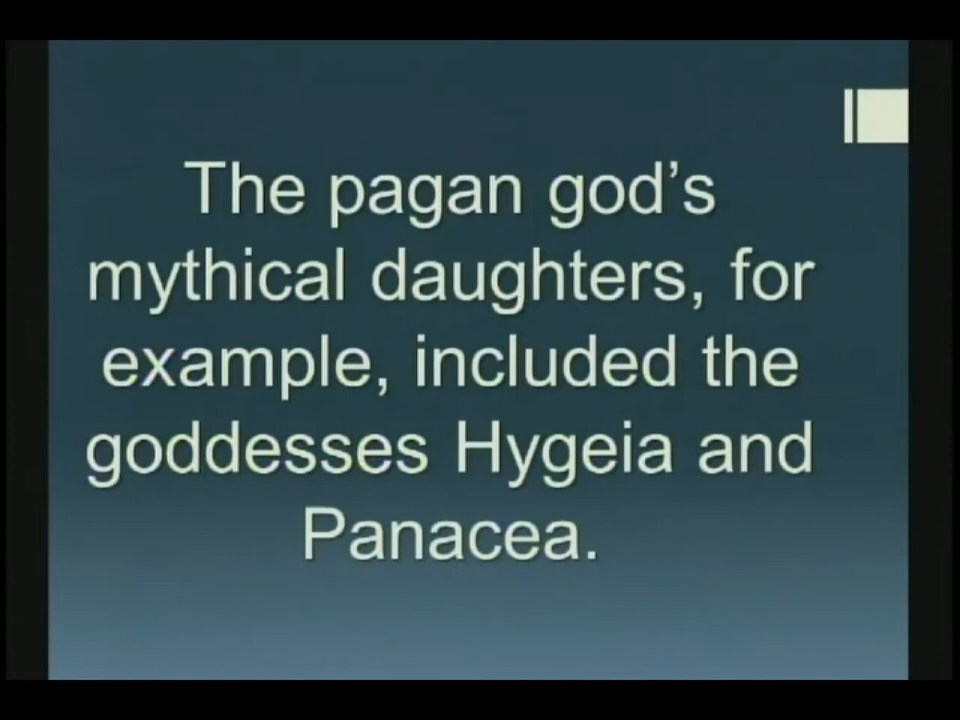 The pagan god’s
mythical daughters, for
example, included the
goddesses Hygeia and
Panacea.